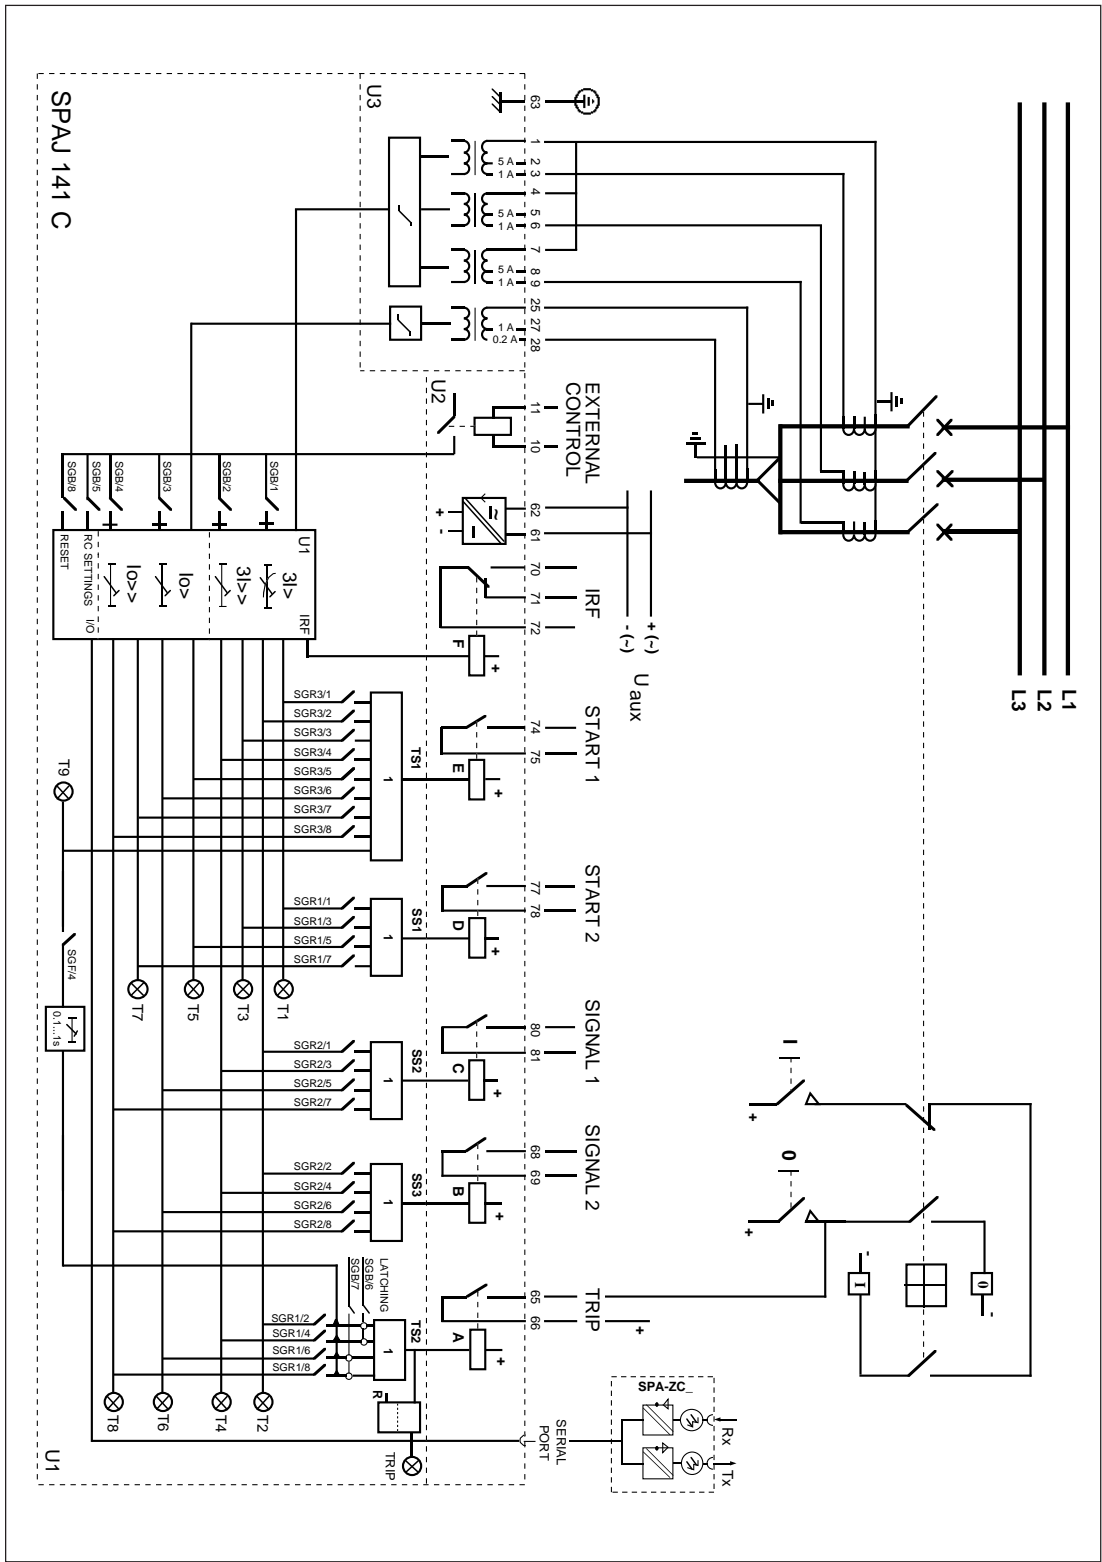 L1
L2
L3
63
1
2
3
4
5
6
7
8
9
25
27
28
5 A
1 A
5 A
1 A
5 A
1 A
1 A
0.2 A
U3
SPAJ 141 C
EXTERNAL
CONTROL
11
10
U2
62
61
+ (~)
- (~)
U aux
~
+
-
IRF
70
71
72
F
+
START 1
74
75
E
+
START 2
77
78
D
+
SIGNAL 1
80
81
C
+
SIGNAL 2
68
69
B
+
TRIP
65
66
+
A
+
I
+
0
+
0
-
I
-
SGB/1
SGB/2
SGB/3
SGB/4
SGB/5
SGB/8
U1
IRF
3I>
3I>>
Io>
Io>>
RC SETTINGS
I/O
RESET
TS1
1
SGR3/1
SGR3/2
SGR3/3
SGR3/4
SGR3/5
SGR3/6
SGR3/7
SGR3/8
SS1
1
SGR1/1
SGR1/3
SGR1/5
SGR1/7
SS2
1
SGR2/1
SGR2/3
SGR2/5
SGR2/7
SS3
1
SGR2/2
SGR2/4
SGR2/6
SGR2/8
TS2
1
LATCHING
SGB/6
SGB/7
SGR1/2
SGR1/4
SGR1/6
SGR1/8
T1
T3
T5
T7
T2
T4
T6
T8
T9
SGF/4
0.1...1s
R
TRIP
SERIAL
PORT
SPA-ZC_
Rx
Tx
U1